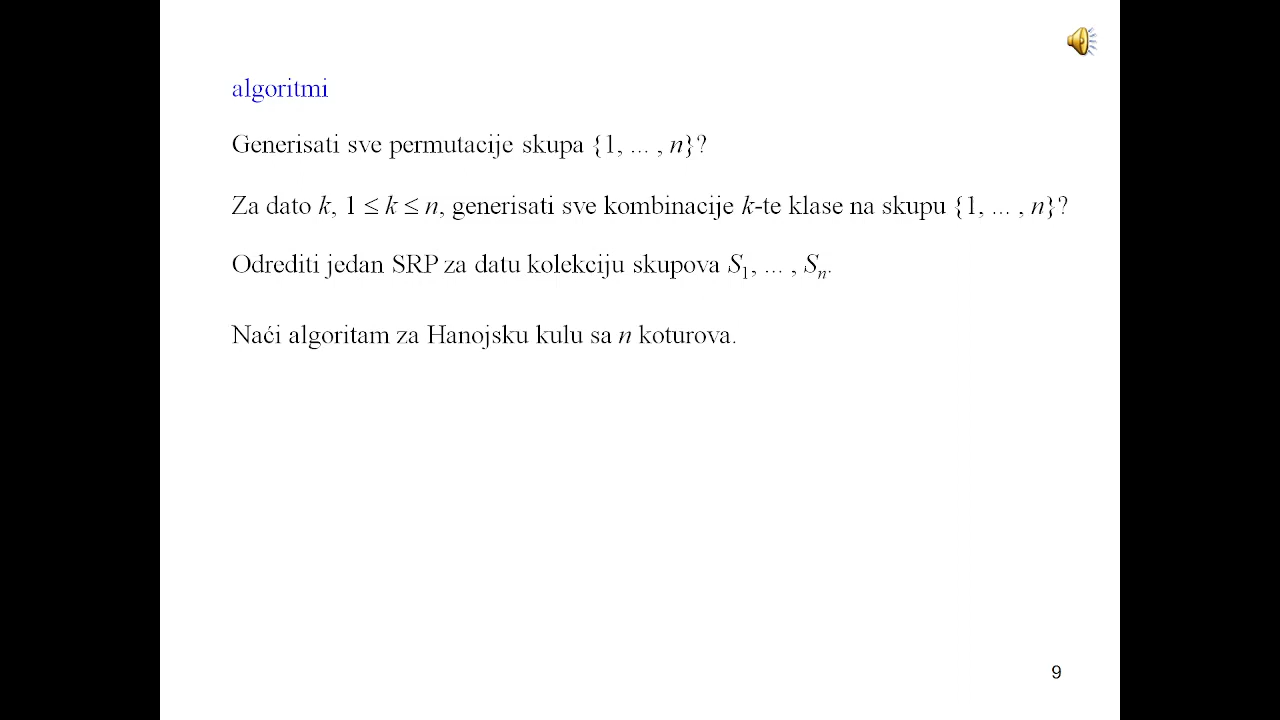 algoritmi
Generisati sve permutacije skupa {1, ... , n}?
Za dato k, 1 ≤ k ≤ n, generisati sve kombinacije k-te klase na skupu {1, ... , n}?
Odrediti jedan SRP za datu kolekciju skupova S₁, ... , Sₙ.
Naći algoritam za Hanojsku kulu sa n koturova.
9